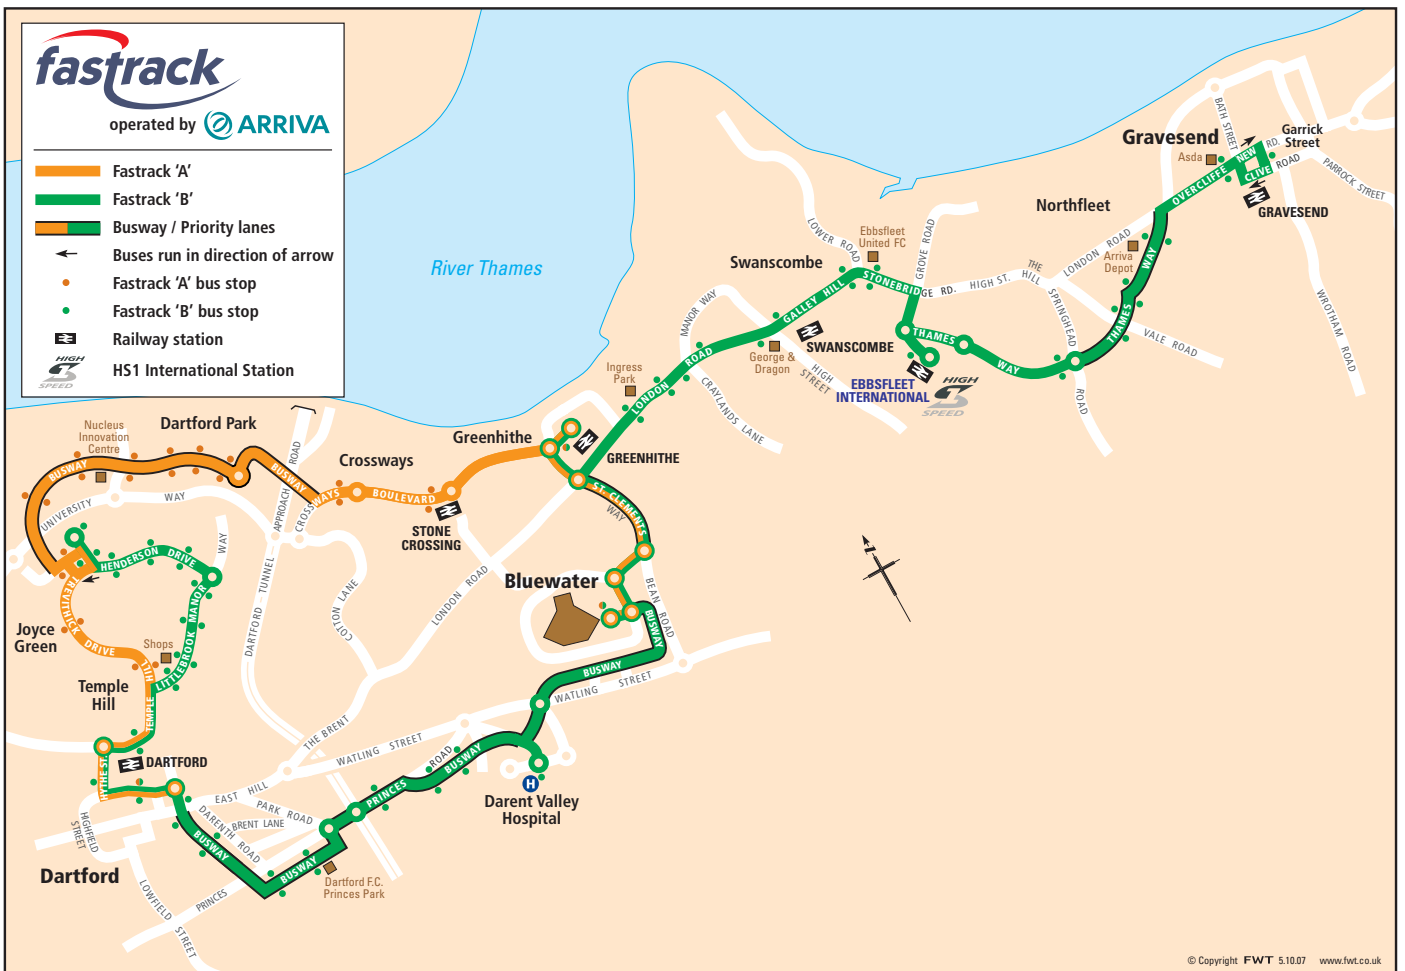 fastrack
operated by ARRIVA
Fastrack ‘A’
Fastrack ‘B’
Busway / Priority lanes
Buses run in direction of arrow
Fastrack ‘A’ bus stop
Fastrack ‘B’ bus stop
Railway station
HIGH
SPEED
HS1 International Station
River Thames
Gravesend
Asda
BATH STREET
NEW
RD.
Garrick
Street
CLIVE
ROAD
PARROCK STREET
GRAVESEND
OVERCLIFFE
WROTHAM ROAD
Northfleet
LONDON ROAD
Arriva
Depot
THAMES
WAY
VALE ROAD
THE
HILL
HIGH ST.
SPRINGHEAD
ROAD
GROVE ROAD
Ebbsfleet
United FC
LOWER ROAD
STONEBRIDGE RD.
Swanscombe
GALLEY HILL
SWANSCOMBE
THAMES
WAY
EBBSFLEET
INTERNATIONAL
HIGH
SPEED
MANOR WAY
George &
Dragon
HIGH
STREET
CRAYLANDS LANE
LONDON
ROAD
Ingress
Park
Greenhithe
GREENHITHE
ST. CLEMENTS
WAY
Crossways
CROSSWAYS
BOULEVARD
STONE
CROSSING
Dartford Park
Nucleus
Innovation
Centre
BUSWAY
BUSWAY
APPROACH ROAD
UNIVERSITY
WAY
WAY
HENDERSON
DRIVE
LITTLEBROOK MANOR
TREVITHICK
DRIVE
Joyce
Green
Shops
Temple
Hill
TEMPLE
HILL
DARTFORD - TUNNEL
COTTON LANE
LONDON ROAD
Bluewater
BEAN ROAD
BUSWAY
BUSWAY
WATLING STREET
THE BRENT
WATLING STREET
DARTFORD
HYTHE ST.
EAST HILL
PARK ROAD
BRENT LANE
DARENTH ROAD
HIGHFIELD
STREET
ROAD
PRINCES
BUSWAY
Darent Valley
Hospital
H
BUSWAY
BUSWAY
Dartford F.C.
Princes Park
Dartford
LOWFIELD STREET
PRINCES
© Copyright FWT 5.10.07 www.fwt.co.uk